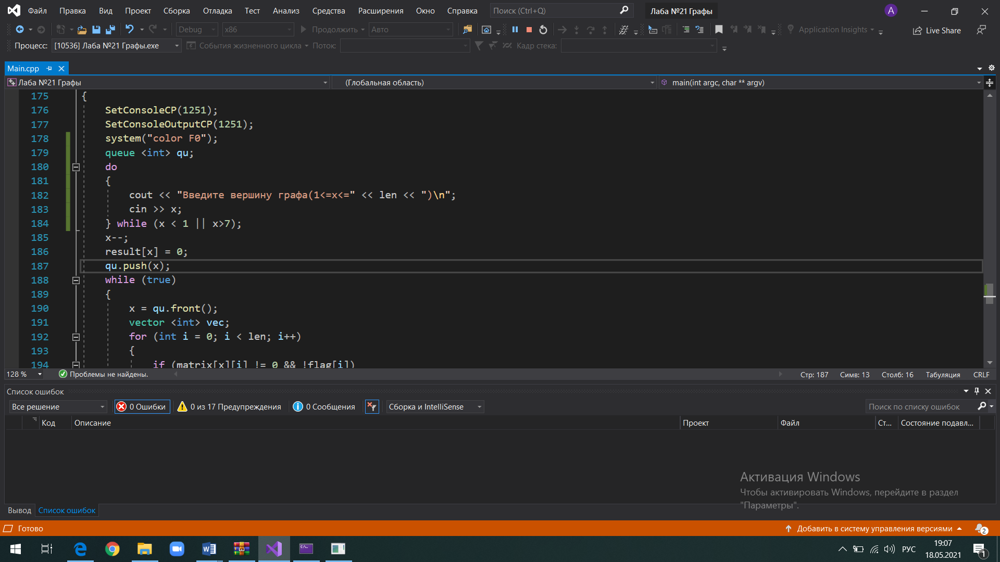 Файл Правка Вид Проект Сборка Отладка Тест Анализ Средства Расширения Окно Справка Поиск (Ctrl+Q) Лаба №21 Графы A
Debug x86 Продолжить Авто Application Insights Live Share
Процесс: [10536] Лаба №21 Графы.exe События жизненного цикла Поток: Кадр стека:
Main.cpp
Лаба №21 Графы (Глобальная область) main(int argc, char ** argv)
175 {
176 SetConsoleCP(1251);
177 SetConsoleOutputCP(1251);
178 system("color F0");
179 queue <int> qu;
180 do
181 {
182 cout << "Введите вершину графа(1<=x<=" << len << ")\n";
183 cin >> x;
184 } while (x < 1 || x>7);
185 x--;
186 result[x] = 0;
187 qu.push(x);
188 while (true)
189 {
190 x = qu.front();
191 vector <int> vec;
192 for (int i = 0; i < len; i++)
193 {
194 if (matrix[x][i] != 0 && !flag[i])
128 % Проблемы не найдены. Стр: 187 Симв: 13 Столб: 16 Табуляция CRLF
Список ошибок
Все решение 0 Ошибки 0 из 17 Предупреждения 0 Сообщения Сборка и IntelliSense Поиск по списку ошибок
Код Описание Проект Файл Ст... Состояние подавл...
Активация Windows
Чтобы активировать Windows, перейдите в раздел
"Параметры".
Вывод Список ошибок
Готово Добавить в систему управления версиями 2
РУС 19:07
18.05.2021 1